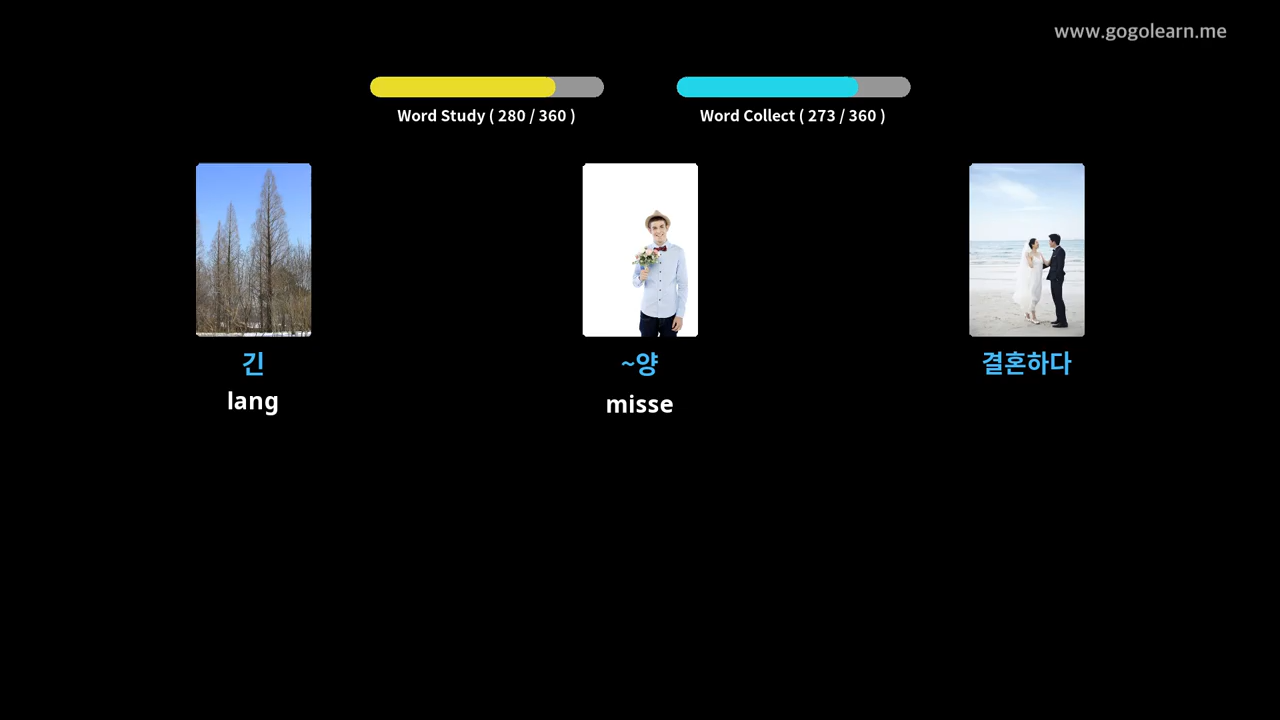 www.gogolearn.me
Word Study ( 280 / 360 )
Word Collect ( 273 / 360 )
긴
~양
결혼하다
lang
misse